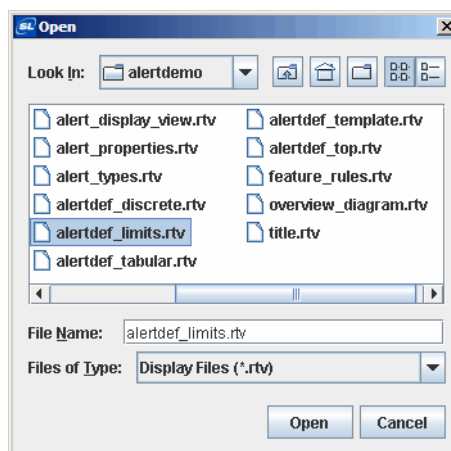 SL Open
Look In: alertdemo
alert_display_view.rtv
alert_properties.rtv
alert_types.rtv
alertdef_discrete.rtv
alertdef_limits.rtv
alertdef_tabular.rtv
alertdef_template.rtv
alertdef_top.rtv
feature_rules.rtv
overview_diagram.rtv
title.rtv
File Name: alertdef_limits.rtv
Files of Type: Display Files (*.rtv)
Open Cancel